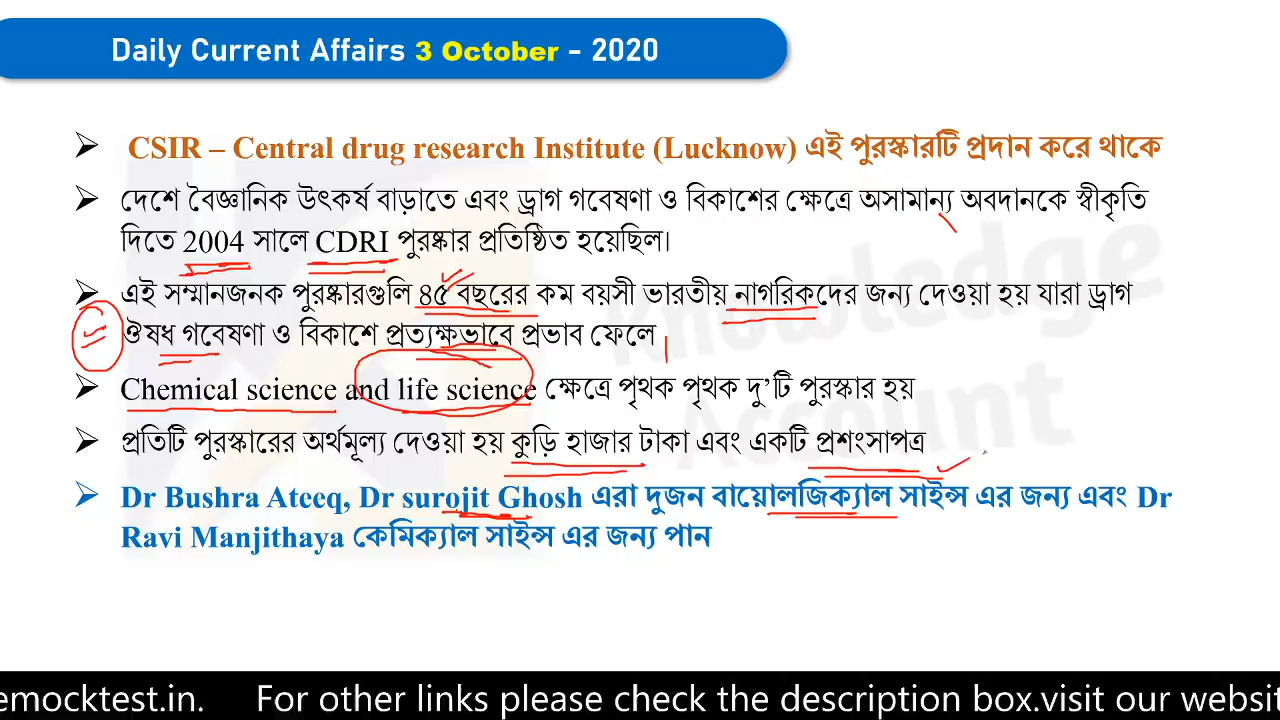 Daily Current Affairs 3 October - 2020
CSIR – Central drug research Institute (Lucknow) এই পুরস্কারটি প্রদান করে থাকে
দেশে বৈজ্ঞানিক উৎকর্ষ বাড়াতে এবং ড্রাগ গবেষণা ও বিকাশের ক্ষেত্রে অসামান্য অবদানকে স্বীকৃতি
দিতে 2004 সালে CDRI পুরষ্কার প্রতিষ্ঠিত হয়েছিল।
এই সম্মানজনক পুরষ্কারগুলি ৪৫ বছরের কম বয়সী ভারতীয় নাগরিকদের জন্য দেওয়া হয় যারা ড্রাগ
ঔষধ গবেষণা ও বিকাশে প্রত্যক্ষভাবে প্রভাব ফেলে
Chemical science and life science ক্ষেত্রে পৃথক পৃথক দু'টি পুরস্কার হয়
প্রতিটি পুরস্কারের অর্থমূল্য দেওয়া হয় কুড়ি হাজার টাকা এবং একটি প্রশংসাপত্র
Dr Bushra Ateeq, Dr surojit Ghosh এরা দুজন বায়োলজিক্যাল সাইন্স এর জন্য এবং Dr
Ravi Manjithaya কেমিক্যাল সাইন্স এর জন্য পান
Knowledge
Account
emocktest.in. For other links please check the description box.visit our websit